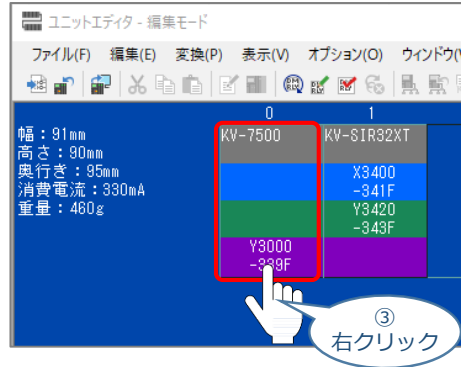 ユニットエディタ - 編集モード
ファイル(F) 編集(E) 変換(P) 表示(V) オプション(O) ウィンドウ(
0 1
幅：91mm
高さ：90mm
奥行き：95mm
消費電流：330mA
重量：460g
KV-7500 KV-SIR32XT
X3400
-341F
Y3420
-343F
Y3000
-339F
③
右クリック